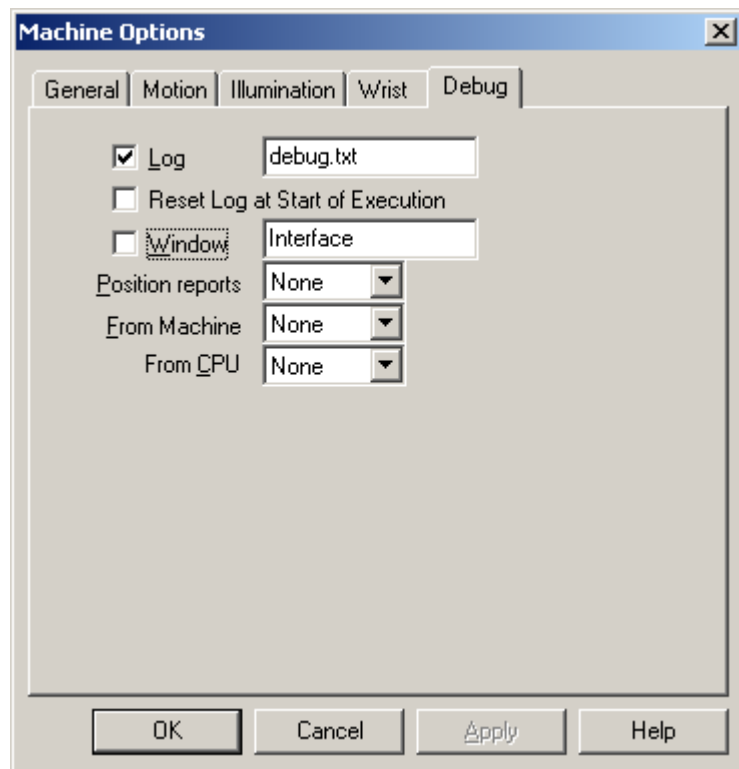 Machine Options
General Motion Illumination Wrist Debug
Log debug.txt
Reset Log at Start of Execution
Window Interface
Position reports None
From Machine None
From CPU None
OK Cancel Apply Help